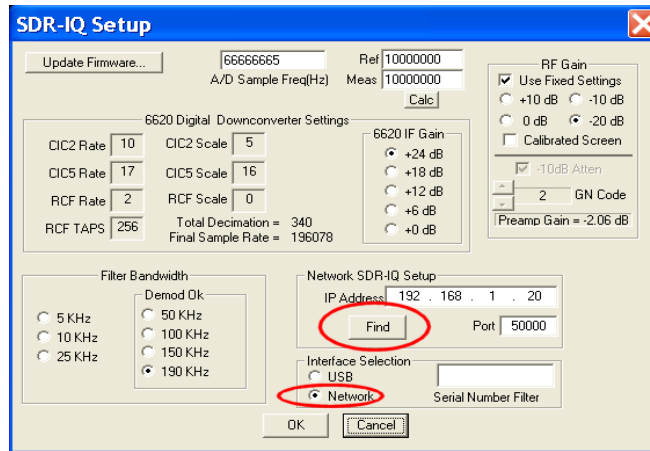 SDR-IQ Setup
Update Firmware...
66666665
A/D Sample Freq(Hz)
Ref 10000000
Meas 10000000
Calc
RF Gain
Use Fixed Settings
+10 dB -10 dB
0 dB -20 dB
Calibrated Screen
-10dB Atten
2 GN Code
Preamp Gain = -2.06 dB
6620 Digital Downconverter Settings
CIC2 Rate 10 CIC2 Scale 5
CIC5 Rate 17 CIC5 Scale 16
RCF Rate 2 RCF Scale 0
RCF TAPS 256
Total Decimation = 340
Final Sample Rate = 196078
6620 IF Gain
+24 dB
+18 dB
+12 dB
+6 dB
+0 dB
Filter Bandwidth
5 KHz
10 KHz
25 KHz
Demod Ok
50 KHz
100 KHz
150 KHz
190 KHz
Network SDR-IQ Setup
IP Address 192 . 168 . 1 . 20
Find
Port 50000
Interface Selection
USB
Network
Serial Number Filter
OK
Cancel